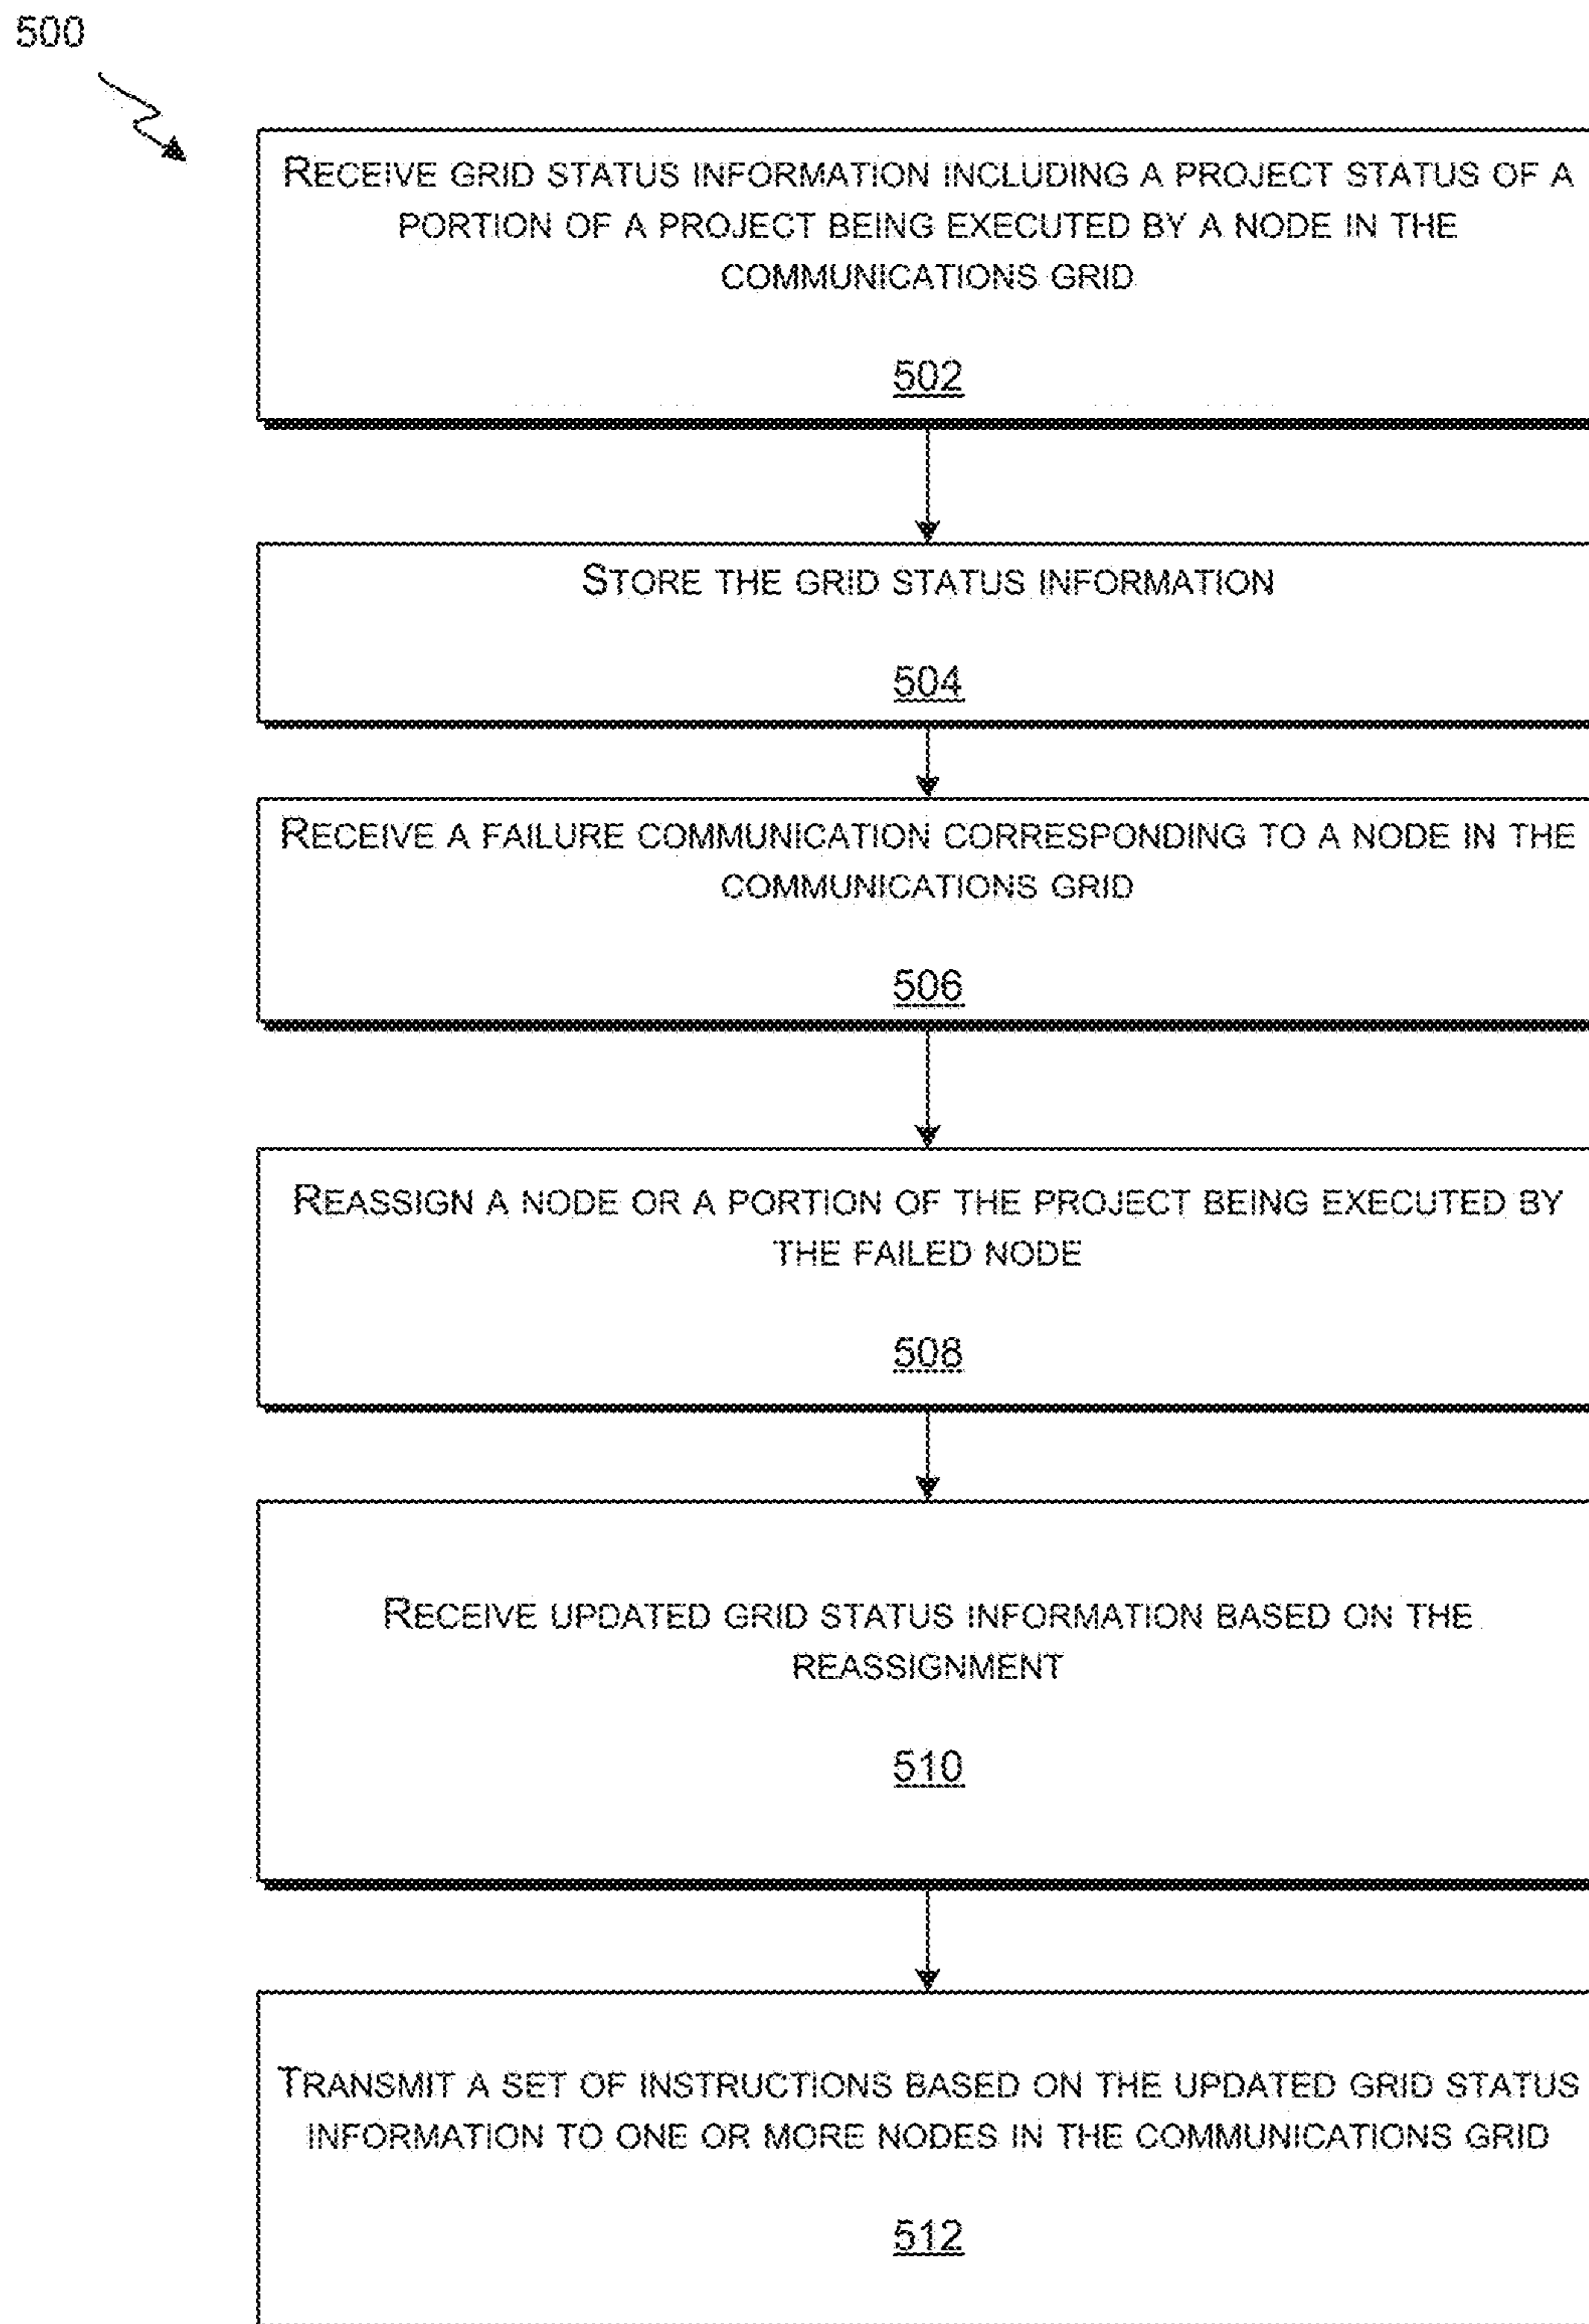 500
RECEIVE GRID STATUS INFORMATION INCLUDING A PROJECT STATUS OF A
PORTION OF A PROJECT BEING EXECUTED BY A NODE IN THE
COMMUNICATIONS GRID
502
STORE THE GRID STATUS INFORMATION
504
RECEIVE A FAILURE COMMUNICATION CORRESPONDING TO A NODE IN THE
COMMUNICATIONS GRID
506
REASSIGN A NODE OR A PORTION OF THE PROJECT BEING EXECUTED BY
THE FAILED NODE
508
RECEIVE UPDATED GRID STATUS INFORMATION BASED ON THE
REASSIGNMENT
510
TRANSMIT A SET OF INSTRUCTIONS BASED ON THE UPDATED GRID STATUS
INFORMATION TO ONE OR MORE NODES IN THE COMMUNICATIONS GRID
512